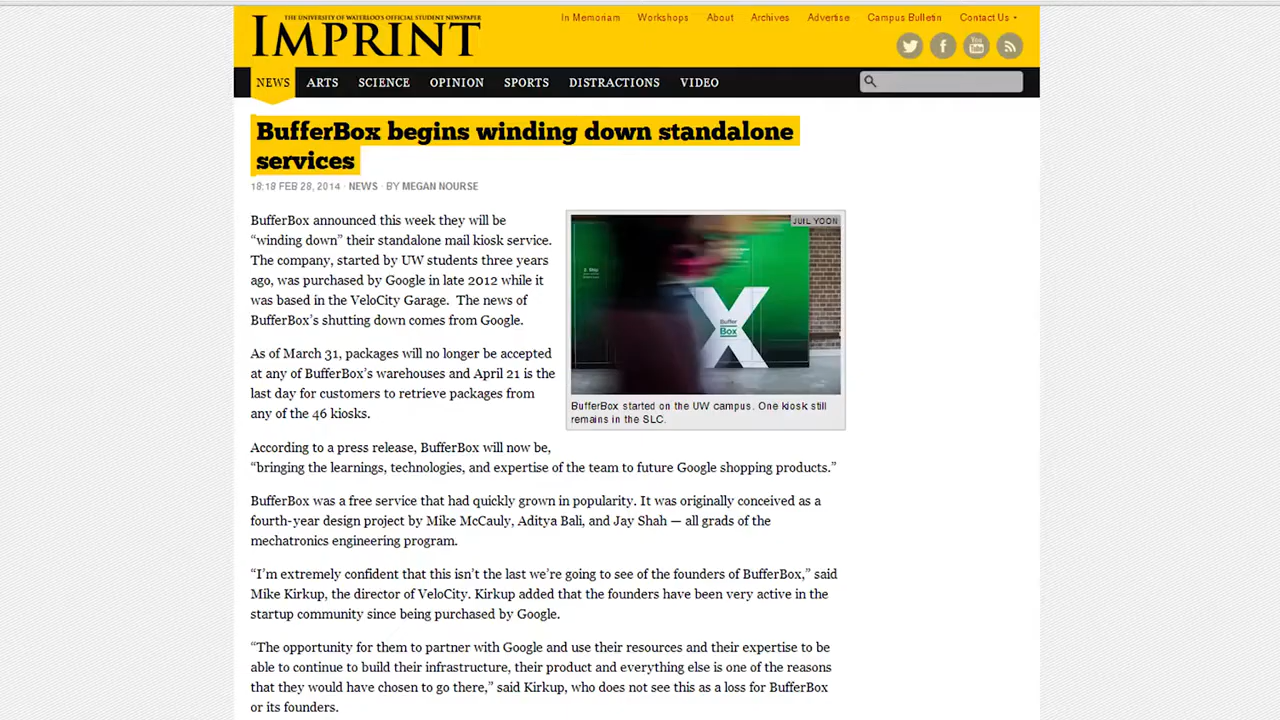 THE UNIVERSITY OF WATERLOO'S OFFICIAL STUDENT NEWSPAPER
IMPRINT
In Memoriam Workshops About Archives Advertise Campus Bulletin Contact Us
You Tube
NEWS ARTS SCIENCE OPINION SPORTS DISTRACTIONS VIDEO
BufferBox begins winding down standalone
services
18:18 FEB 28, 2014 · NEWS · BY MEGAN NOURSE
BufferBox announced this week they will be
“winding down” their standalone mail kiosk service.
The company, started by UW students three years
ago, was purchased by Google in late 2012 while it
was based in the VeloCity Garage. The news of
BufferBox’s shutting down comes from Google.
JUIL YOON
Buffer
Box
BufferBox started on the UW campus. One kiosk still
remains in the SLC.
As of March 31, packages will no longer be accepted
at any of BufferBox’s warehouses and April 21 is the
last day for customers to retrieve packages from
any of the 46 kiosks.
According to a press release, BufferBox will now be,
“bringing the learnings, technologies, and expertise of the team to future Google shopping products.”
BufferBox was a free service that had quickly grown in popularity. It was originally conceived as a
fourth-year design project by Mike McCauly, Aditya Bali, and Jay Shah — all grads of the
mechatronics engineering program.
“I’m extremely confident that this isn’t the last we’re going to see of the founders of BufferBox,” said
Mike Kirkup, the director of VeloCity. Kirkup added that the founders have been very active in the
startup community since being purchased by Google.
“The opportunity for them to partner with Google and use their resources and their expertise to be
able to continue to build their infrastructure, their product and everything else is one of the reasons
that they would have chosen to go there,” said Kirkup, who does not see this as a loss for BufferBox
or its founders.